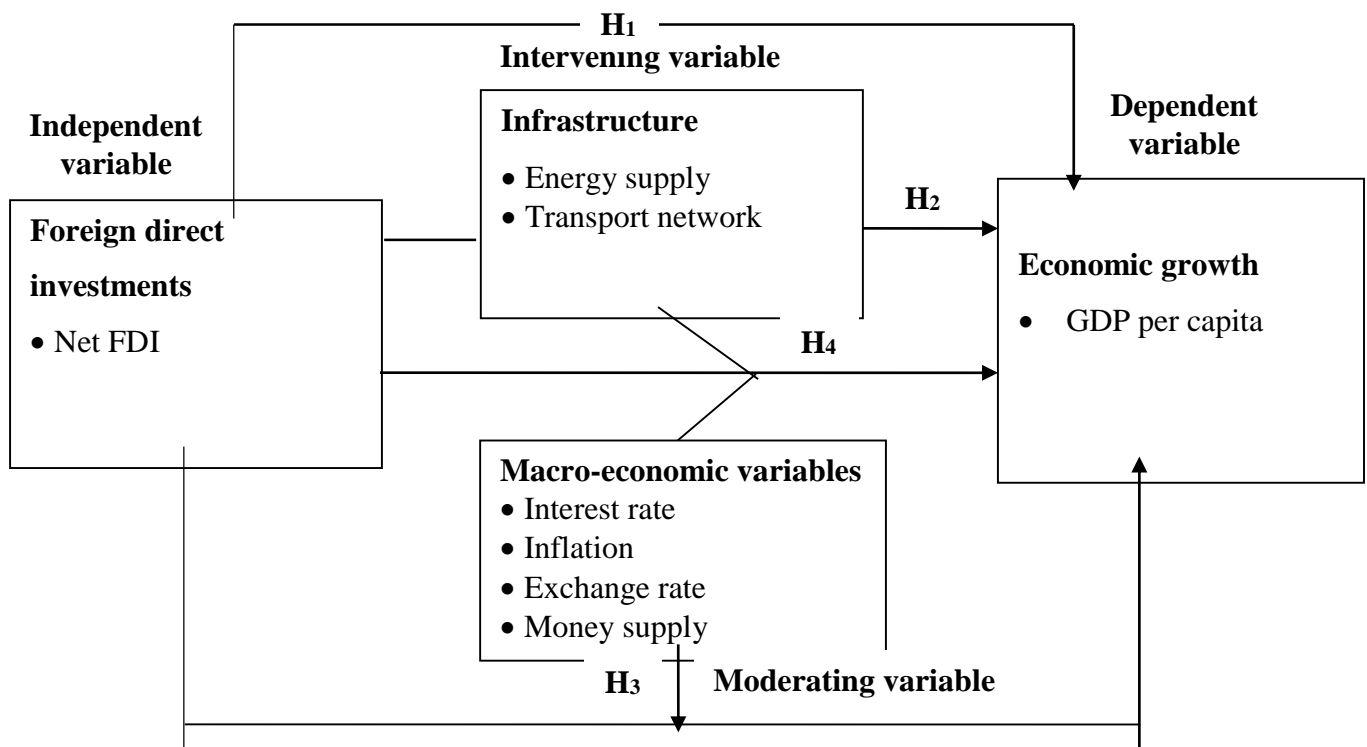 H1
Intervening variable
Independent
variable
Dependent
variable
Infrastructure
• Energy supply
• Transport network
H2
Foreign direct
investments
• Net FDI
Economic growth
• GDP per capita
H4
Macro-economic variables
• Interest rate
• Inflation
• Exchange rate
• Money supply
H3
Moderating variable